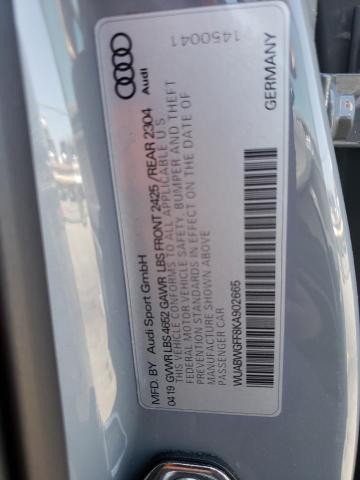 Audi
1450041
MFD. BY Audi Sport GmbH
0419 GVWR LBS 4652 GAWR LBS FRONT 2425 / REAR 2304
THIS VEHICLE CONFORMS TO ALL APPLICABLE U S
FEDERAL MOTOR VEHICLE SAFETY, BUMPER AND THEFT
PREVENTION STANDARDS IN EFFECT ON THE DATE OF
MANUFACTURE SHOWN ABOVE
PASSENGER CAR
WUABWGFF8KA902665
GERMANY